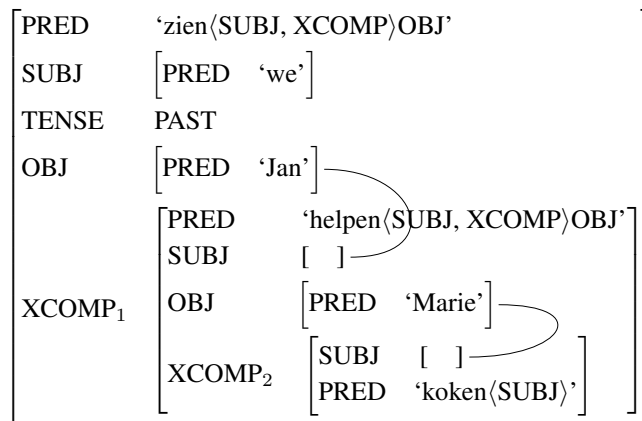 PRED ‘zien⟨SUBJ, XCOMP⟩OBJ’
SUBJ [PRED ‘we’]
TENSE PAST
OBJ [PRED ‘Jan’]
PRED ‘helpen⟨SUBJ, XCOMP⟩OBJ’
SUBJ [ ]
XCOMP₁ OBJ [PRED ‘Marie’]
XCOMP₂ SUBJ [ ]
PRED ‘koken⟨SUBJ⟩’